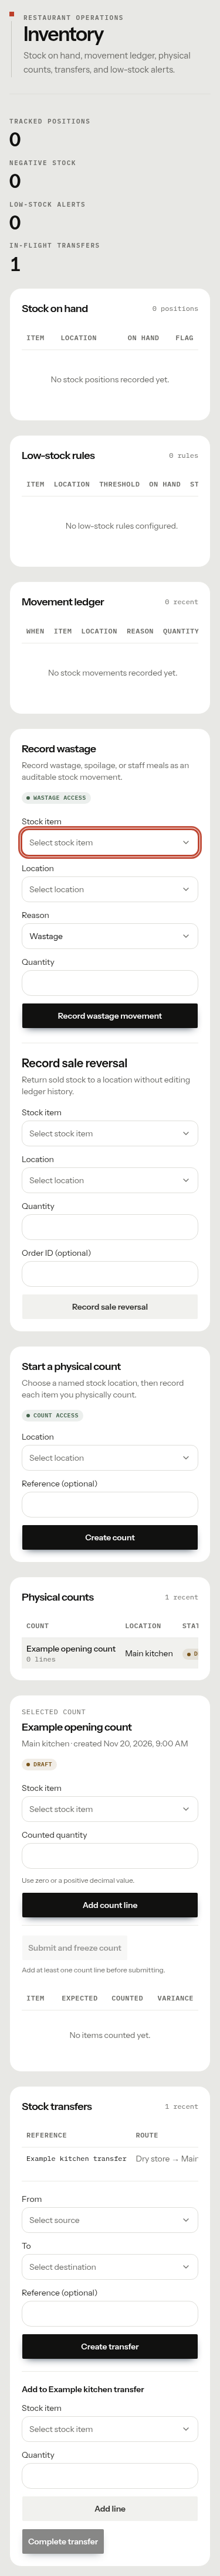 RESTAURANT OPERATIONS
Inventory
Stock on hand, movement ledger, physical
counts, transfers, and low-stock alerts.
TRACKED POSITIONS
0
NEGATIVE STOCK
0
LOW-STOCK ALERTS
0
IN-FLIGHT TRANSFERS
1
Stock on hand 0 positions
ITEM LOCATION ON HAND FLAG
No stock positions recorded yet.
Low-stock rules 0 rules
ITEM LOCATION THRESHOLD ON HAND ST
No low-stock rules configured.
Movement ledger 0 recent
WHEN ITEM LOCATION REASON QUANTITY
No stock movements recorded yet.
Record wastage
Record wastage, spoilage, or staff meals as an
auditable stock movement.
WASTAGE ACCESS
Stock item
Select stock item
Location
Select location
Reason
Wastage
Quantity
Record wastage movement
Record sale reversal
Return sold stock to a location without editing
ledger history.
Stock item
Select stock item
Location
Select location
Quantity
Order ID (optional)
Record sale reversal
Start a physical count
Choose a named stock location, then record
each item you physically count.
COUNT ACCESS
Location
Select location
Reference (optional)
Create count
Physical counts 1 recent
COUNT LOCATION STAT
Example opening count Main kitchen D
0 lines
SELECTED COUNT
Example opening count
Main kitchen · created Nov 20, 2026, 9:00 AM
DRAFT
Stock item
Select stock item
Counted quantity
Use zero or a positive decimal value.
Add count line
Submit and freeze count
Add at least one count line before submitting.
ITEM EXPECTED COUNTED VARIANCE
No items counted yet.
Stock transfers 1 recent
REFERENCE ROUTE
Example kitchen transfer Dry store → Main
From
Select source
To
Select destination
Reference (optional)
Create transfer
Add to Example kitchen transfer
Stock item
Select stock item
Quantity
Add line
Complete transfer